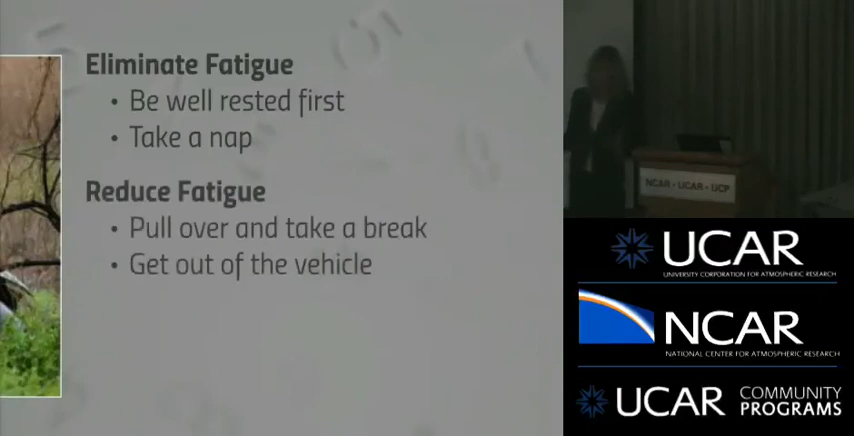 Eliminate Fatigue
• Be well rested first
• Take a nap
Reduce Fatigue
• Pull over and take a break
• Get out of the vehicle
NCAR • UCAR • UCP
UCAR
UNIVERSITY CORPORATION FOR ATMOSPHERIC RESEARCH
NCAR
NATIONAL CENTER FOR ATMOSPHERIC RESEARCH
UCAR COMMUNITY PROGRAMS